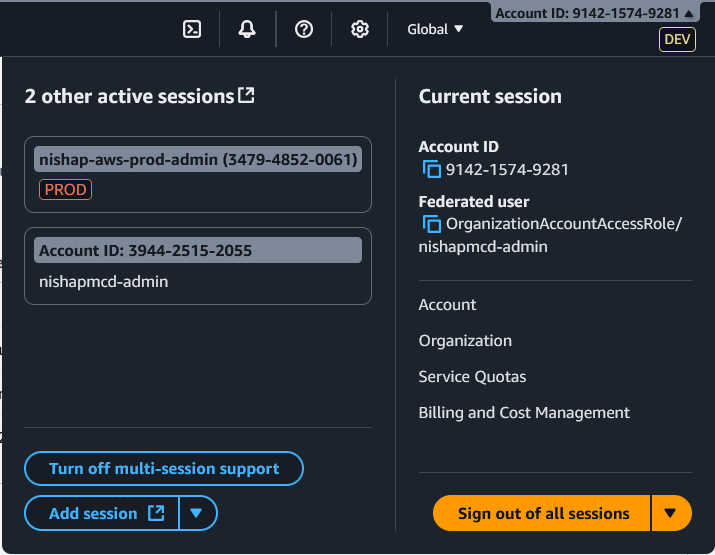 Global
Account ID: 9142-1574-9281
DEV
2 other active sessions
nishap-aws-prod-admin (3479-4852-0061)
PROD
Account ID: 3944-2515-2055
nishapmcd-admin
Turn off multi-session support
Add session
Current session
Account ID
9142-1574-9281
Federated user
OrganizationAccountAccessRole/
nishapmcd-admin
Account
Organization
Service Quotas
Billing and Cost Management
Sign out of all sessions